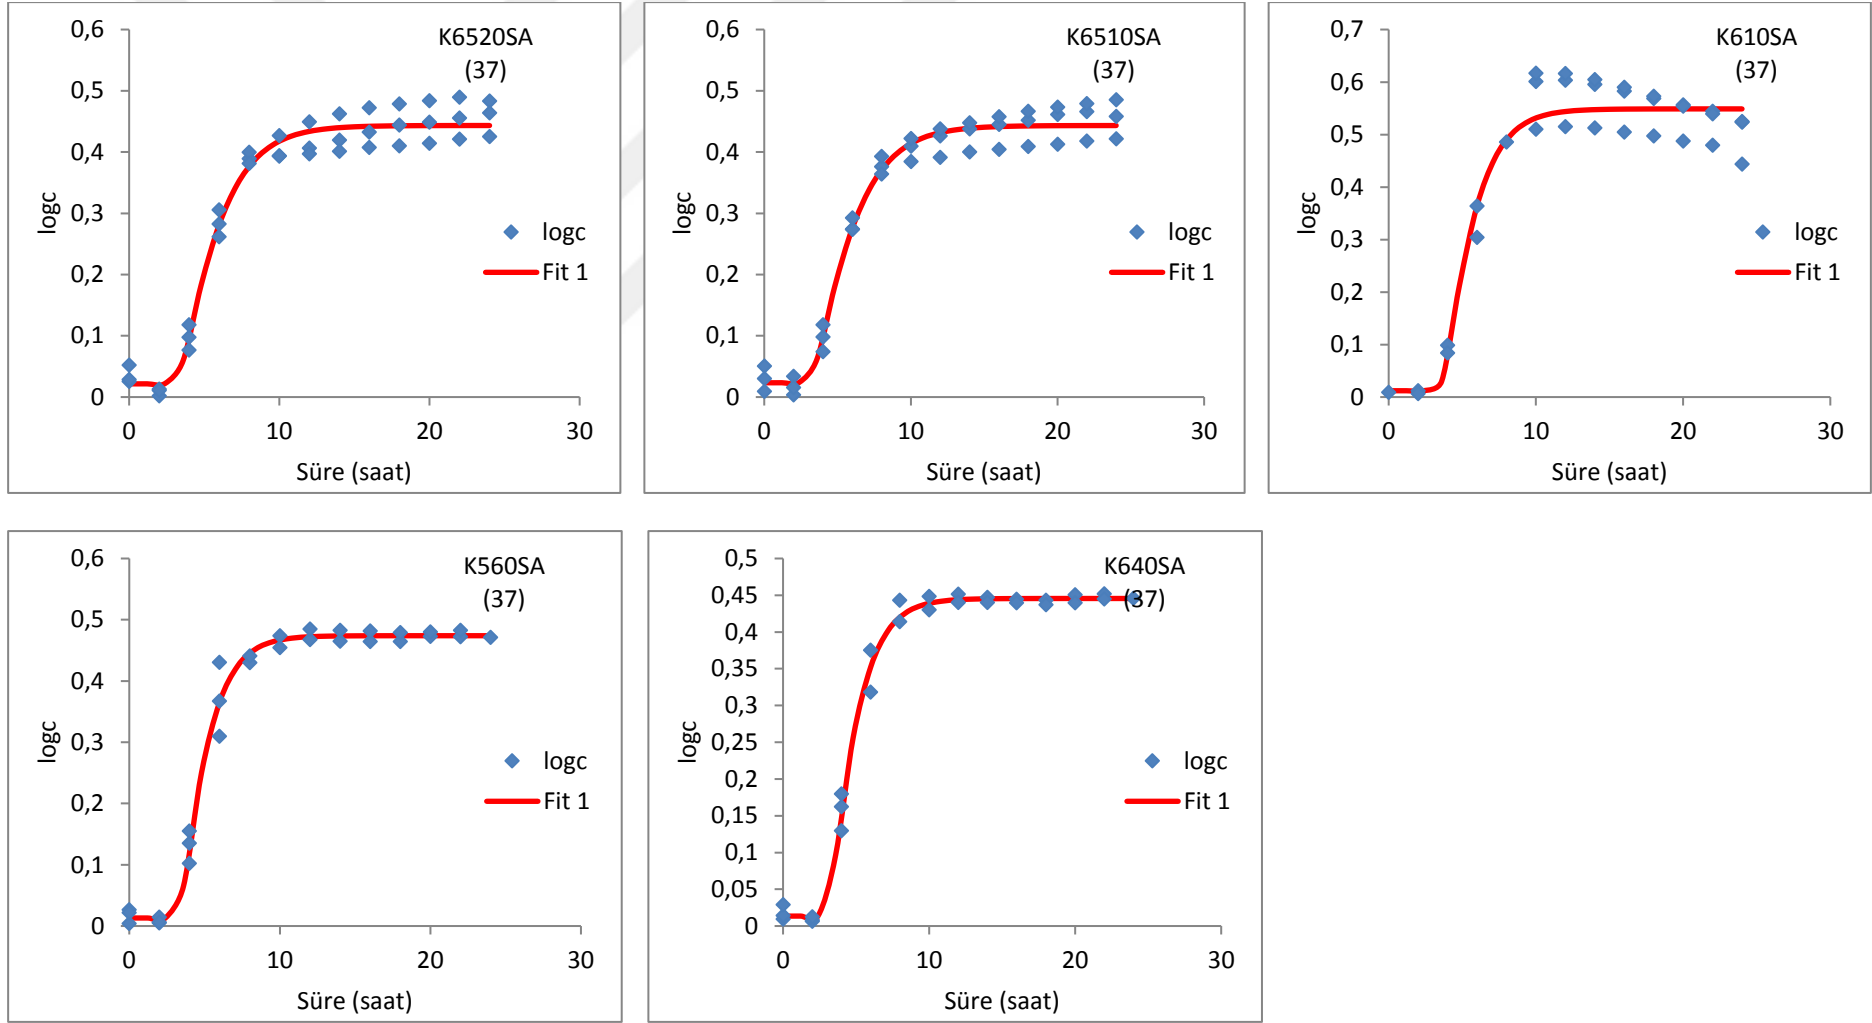 K6520SA
(37)
0,6
0,5
0,4
0,3
0,2
0,1
0
logc
logc
Fit 1
0 10 20 30
Süre (saat)
K6510SA
(37)
0,6
0,5
0,4
0,3
0,2
0,1
0
logc
logc
Fit 1
0 10 20 30
Süre (saat)
K610SA
(37)
0,7
0,6
0,5
0,4
0,3
0,2
0,1
0
logc
logc
Fit 1
0 10 20 30
Süre (saat)
K560SA
(37)
0,6
0,5
0,4
0,3
0,2
0,1
0
logc
logc
Fit 1
0 10 20 30
Süre (saat)
K640SA
(37)
0,5
0,45
0,4
0,35
0,3
0,25
0,2
0,15
0,1
0,05
0
logc
logc
Fit 1
0 10 20 30
Süre (saat)